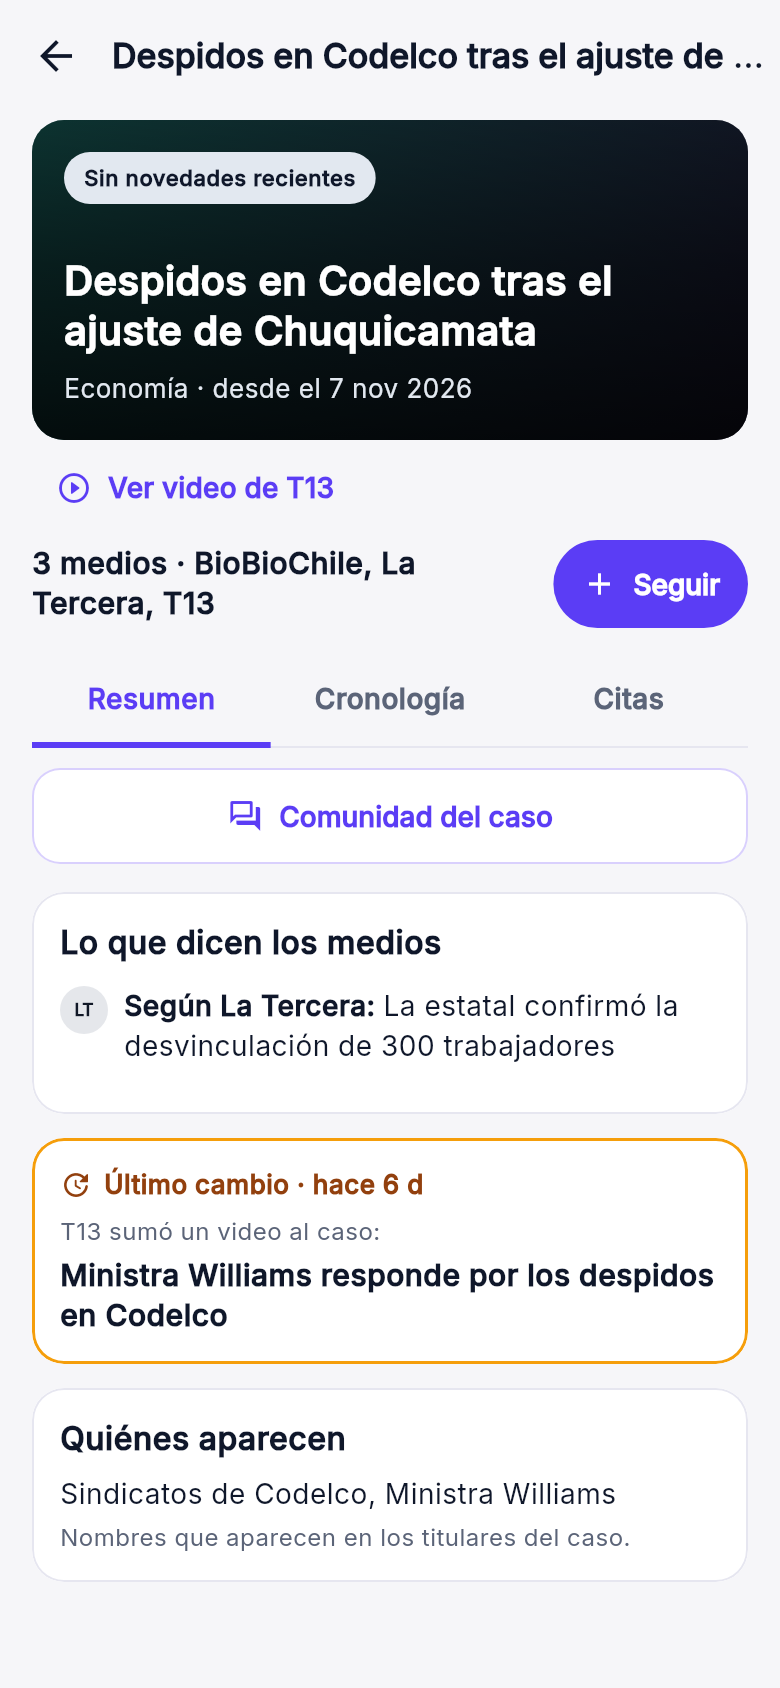 Despidos en Codelco tras el ajuste de ...
Sin novedades recientes
Despidos en Codelco tras el
ajuste de Chuquicamata
Economía · desde el 7 nov 2026
Ver video de T13
3 medios · BioBioChile, La
Tercera, T13
Seguir
Resumen
Cronología
Citas
Comunidad del caso
Lo que dicen los medios
LT
Según La Tercera: La estatal confirmó la
desvinculación de 300 trabajadores
Último cambio · hace 6 d
T13 sumó un video al caso:
Ministra Williams responde por los despidos
en Codelco
Quiénes aparecen
Sindicatos de Codelco, Ministra Williams
Nombres que aparecen en los titulares del caso.